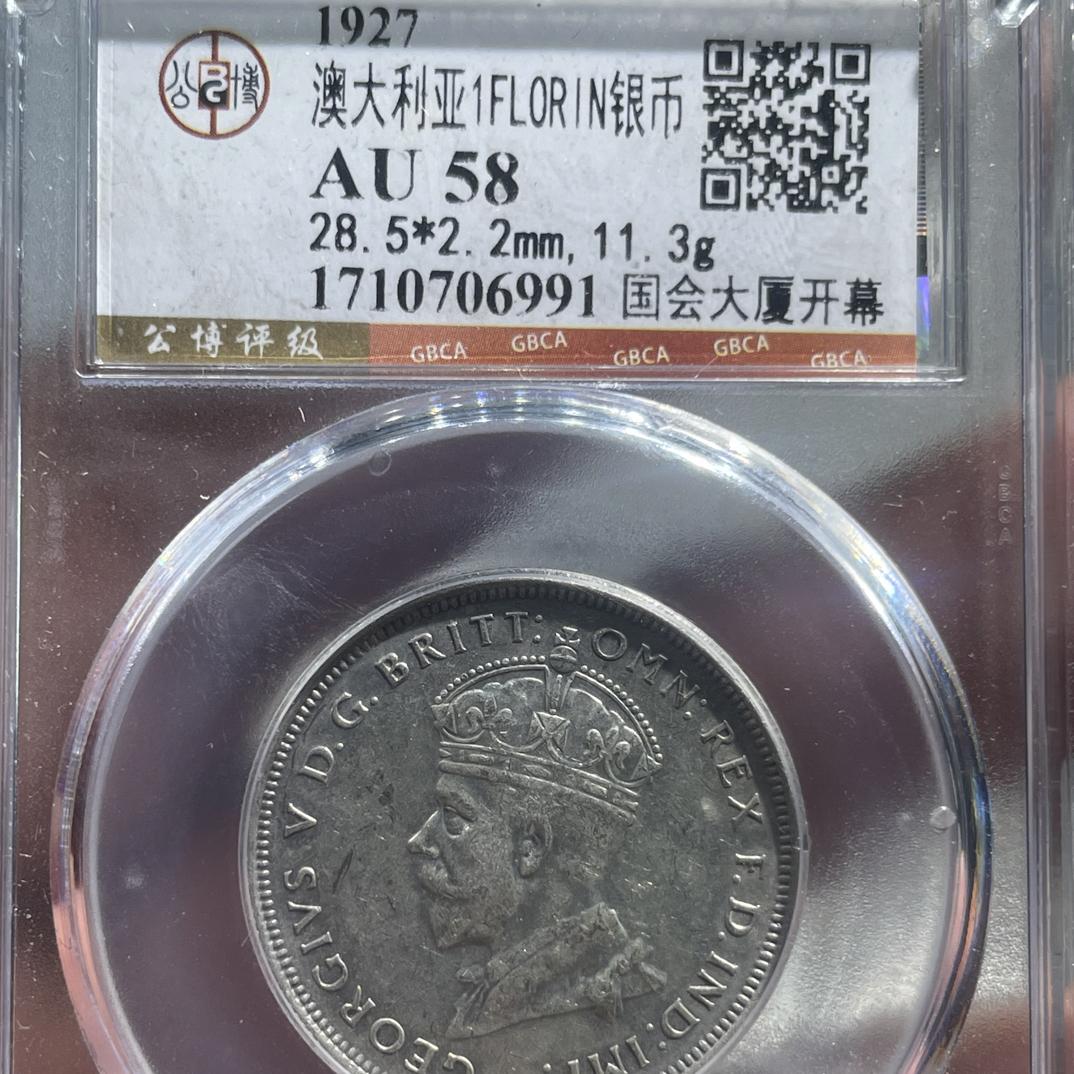 1927
公 博
澳大利亚1FLORIN银币
AU 58
28.5*2.2mm, 11.3g
1710706991 国会大厦开幕
公博评级 GBCA GBCA GBCA GBCA GBCA
GBCA
GEORGIVS V D.G. BRITT: OMN: REX F.D. IND: IMP: